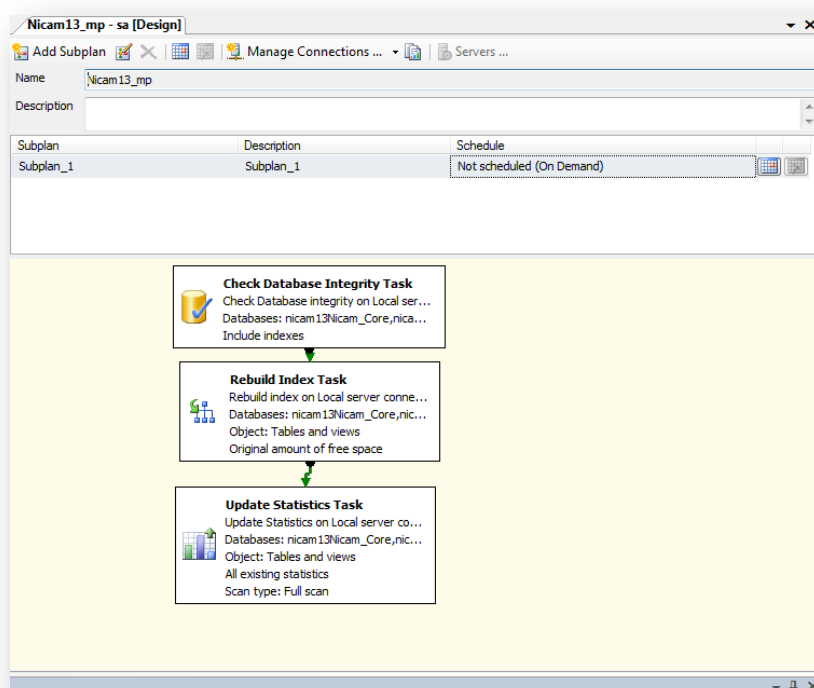 Nicam13_mp - sa [Design]
Add Subplan Manage Connections ... Servers ...
Name Nicam13_mp
Description
Subplan Description Schedule
Subplan_1 Subplan_1 Not scheduled (On Demand)
Check Database Integrity Task
Check Database integrity on Local ser...
Databases: nicam13Nicam_Core,nica...
Include indexes
Rebuild Index Task
Rebuild index on Local server conne...
Databases: nicam13Nicam_Core,nic...
Object: Tables and views
Original amount of free space
Update Statistics Task
Update Statistics on Local server co...
Databases: nicam13Nicam_Core,nic...
Object: Tables and views
All existing statistics
Scan type: Full scan